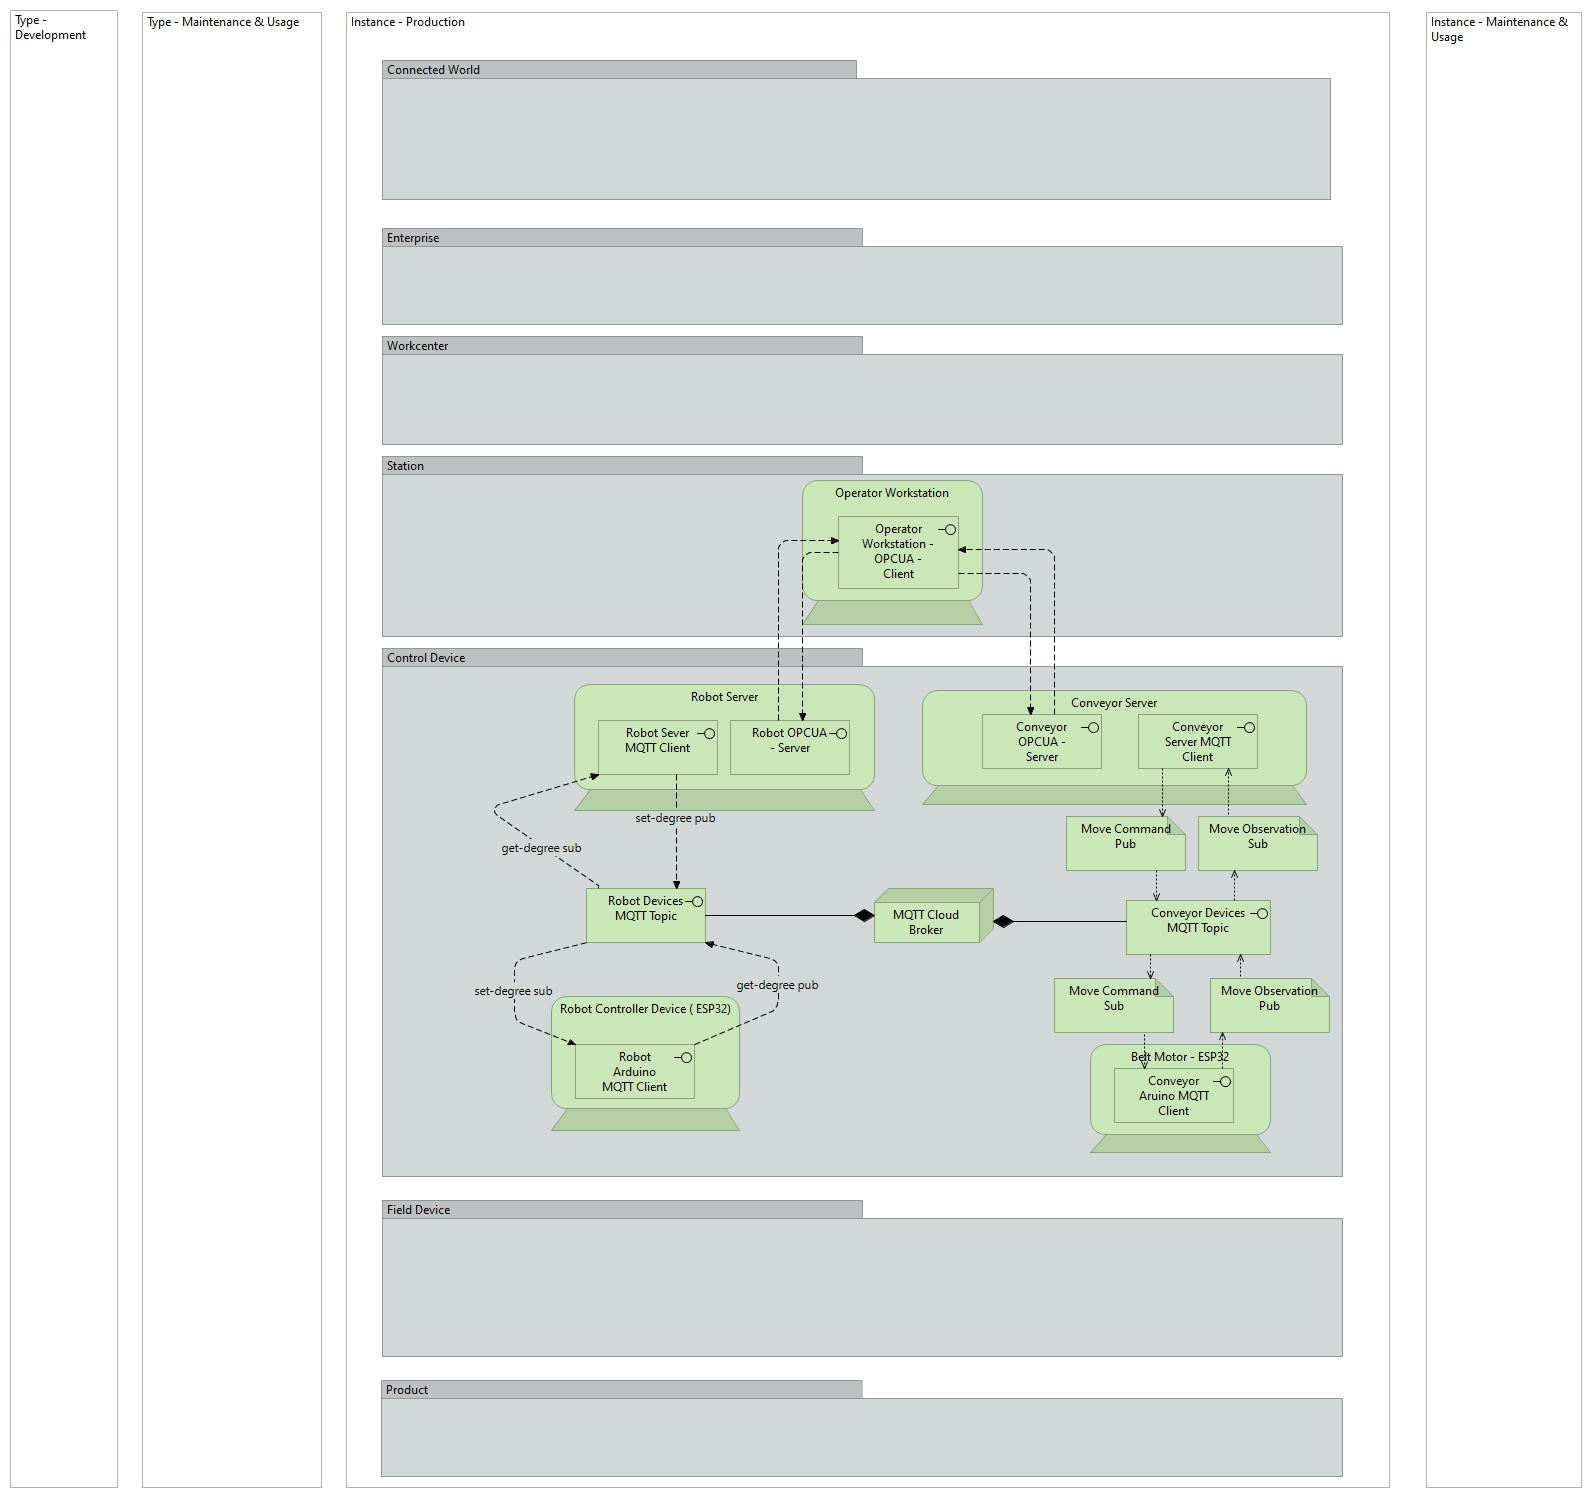 Type -
Development
Type - Maintenance & Usage
Instance - Production
Instance - Maintenance &
Usage
Connected World
Enterprise
Workcenter
Station
Operator Workstation
Operator
Workstation -
OPCUA -
Client
Control Device
Robot Server
Robot Sever
MQTT Client
Robot OPCUA
- Server
Conveyor Server
Conveyor
OPCUA -
Server
Conveyor
Server MQTT
Client
set-degree pub
get-degree sub
Move Command
Pub
Move Observation
Sub
Robot Devices
MQTT Topic
MQTT Cloud
Broker
Conveyor Devices
MQTT Topic
set-degree sub
get-degree pub
Move Command
Sub
Move Observation
Pub
Robot Controller Device ( ESP32)
Robot
Arduino
MQTT Client
Belt Motor - ESP32
Conveyor
Aruino MQTT
Client
Field Device
Product